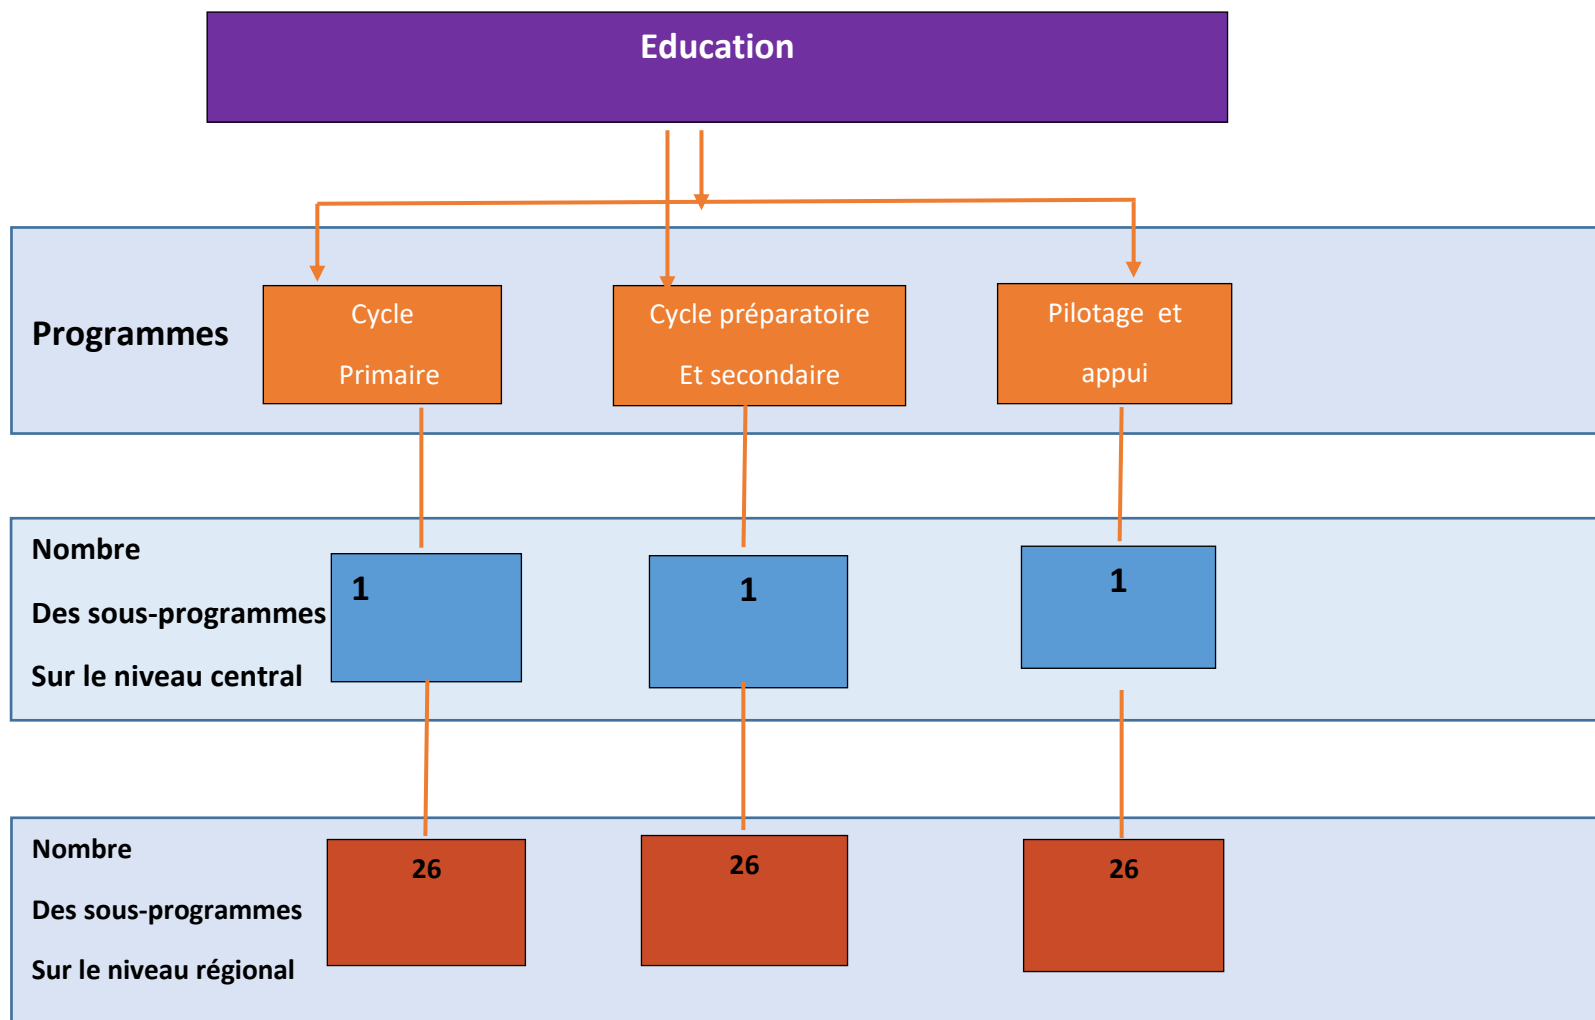 Education
Programmes
Cycle
Primaire
Cycle préparatoire
Et secondaire
Pilotage et
appui
Nombre
Des sous-programmes
Sur le niveau central
1
1
1
Nombre
Des sous-programmes
Sur le niveau régional
26
26
26